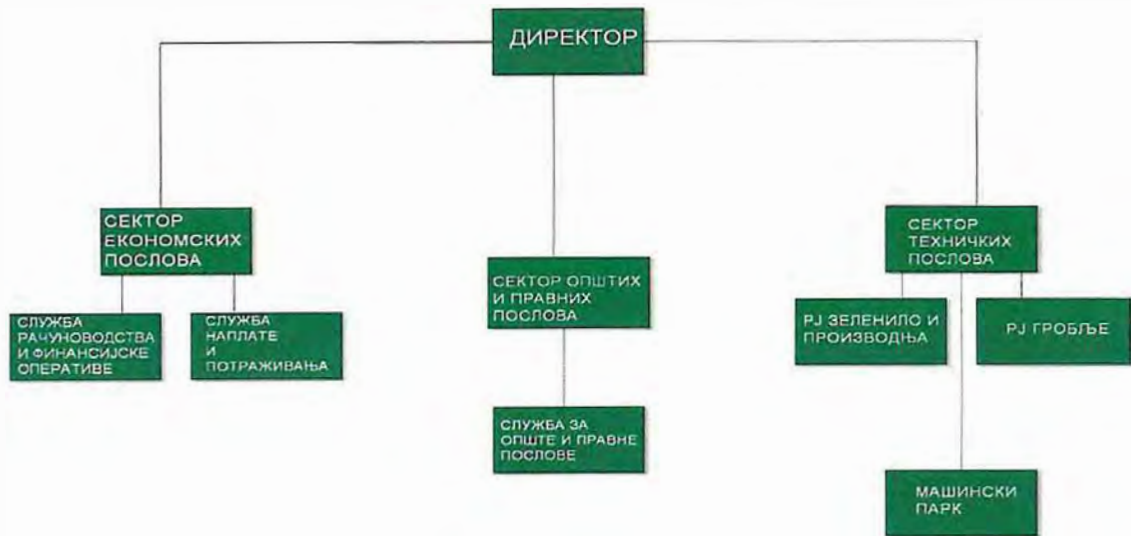 ДИРЕКТОР
СЕКТОР
ЕКОНОМСКИХ
ПОСЛОВА
СЛУЖБА
РАЧУНОВОДСТВА
И ФИНАНСИЈСКЕ
ОПЕРАТИВЕ
СЛУЖБА
НАПЛАТЕ
И
ПОТРАЖИВАЊА
СЕКТОР ОПШТИХ
И ПРАВНИХ
ПОСЛОВА
СЛУЖБА ЗА
ОПШТЕ И ПРАВНЕ
ПОСЛОВЕ
СЕКТОР
ТЕХНИЧКИХ
ПОСЛОВА
РЈ ЗЕЛЕНИЛО И
ПРОИЗВОДЊА
РЈ ГРОБЉЕ
МАШИНСКИ
ПАРК